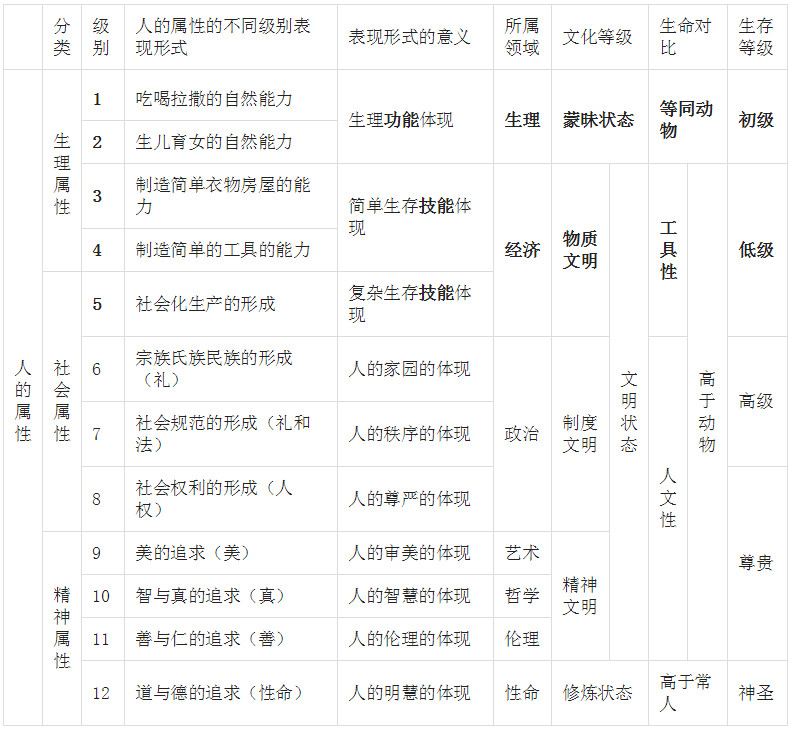 分类
级别
人的属性的不同级别表
现形式
表现形式的意义
所属
领域
文化等级
生命对
比
生存
等级
人的属性
生理属性
1
吃喝拉撒的自然能力
生理功能体现
生理
蒙昧状态
等同动
物
初级
2
生儿育女的自然能力
3
制造简单衣物房屋的能
力
简单生存技能体
现
经济
物质
文明
文明状态
工具性
高于动物
低级
4
制造简单的工具的能力
社会属性
5
社会化生产的形成
复杂生存技能体
现
6
宗族氏族民族的形成
（礼）
人的家园的体现
政治
制度
文明
人文性
高级
7
社会规范的形成（礼和
法）
人的秩序的体现
8
社会权利的形成（人
权）
人的尊严的体现
尊贵
精神属性
9
美的追求（美）
人的审美的体现
艺术
精神
文明
10
智与真的追求（真）
人的智慧的体现
哲学
11
善与仁的追求（善）
人的伦理的体现
伦理
12
道与德的追求（性命）
人的明慧的体现
性命
修炼状态
高于常
人
神圣